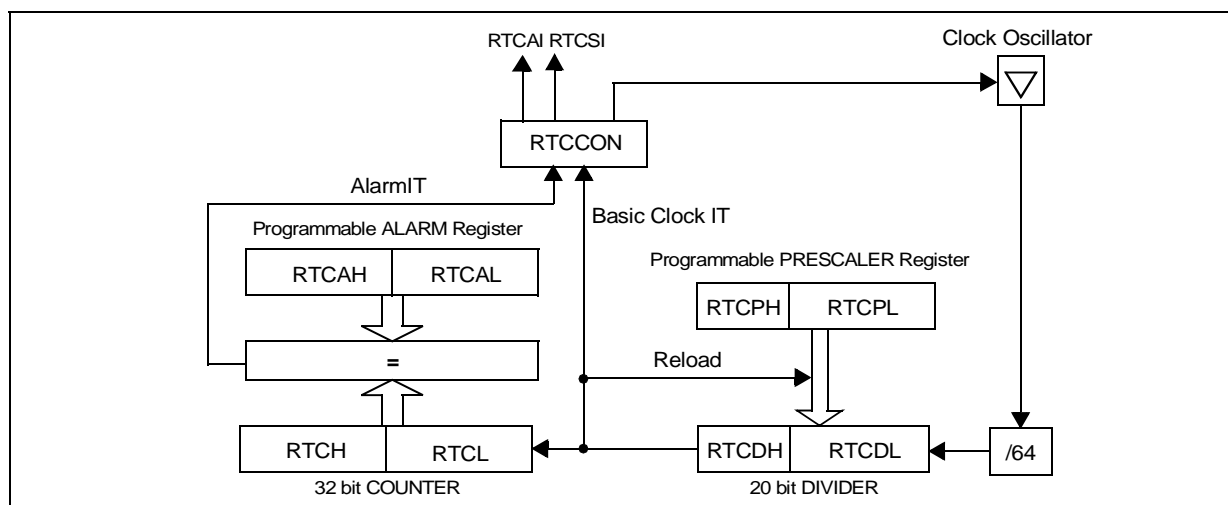 RTCAI RTCSI
Clock Oscillator
RTCCON
AlarmIT
Basic Clock IT
Programmable ALARM Register
RTCAH RTCAL
Programmable PRESCALER Register
RTCPH RTCPL
=
Reload
RTCH RTCL
RTCDH RTCDL
/64
32 bit COUNTER
20 bit DIVIDER